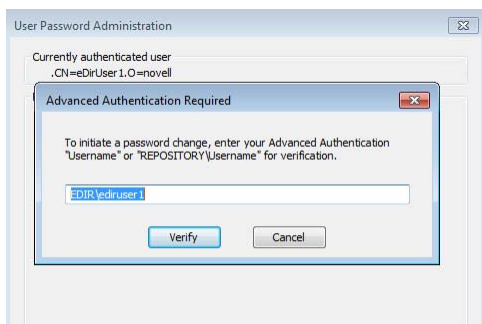 User Password Administration
Currently authenticated user
.CN=eDirUser1.O=novell
Advanced Authentication Required
To initiate a password change, enter your Advanced Authentication
"Username" or "REPOSITORY\Username" for verification.
EDIR\ediruser1
Verify
Cancel